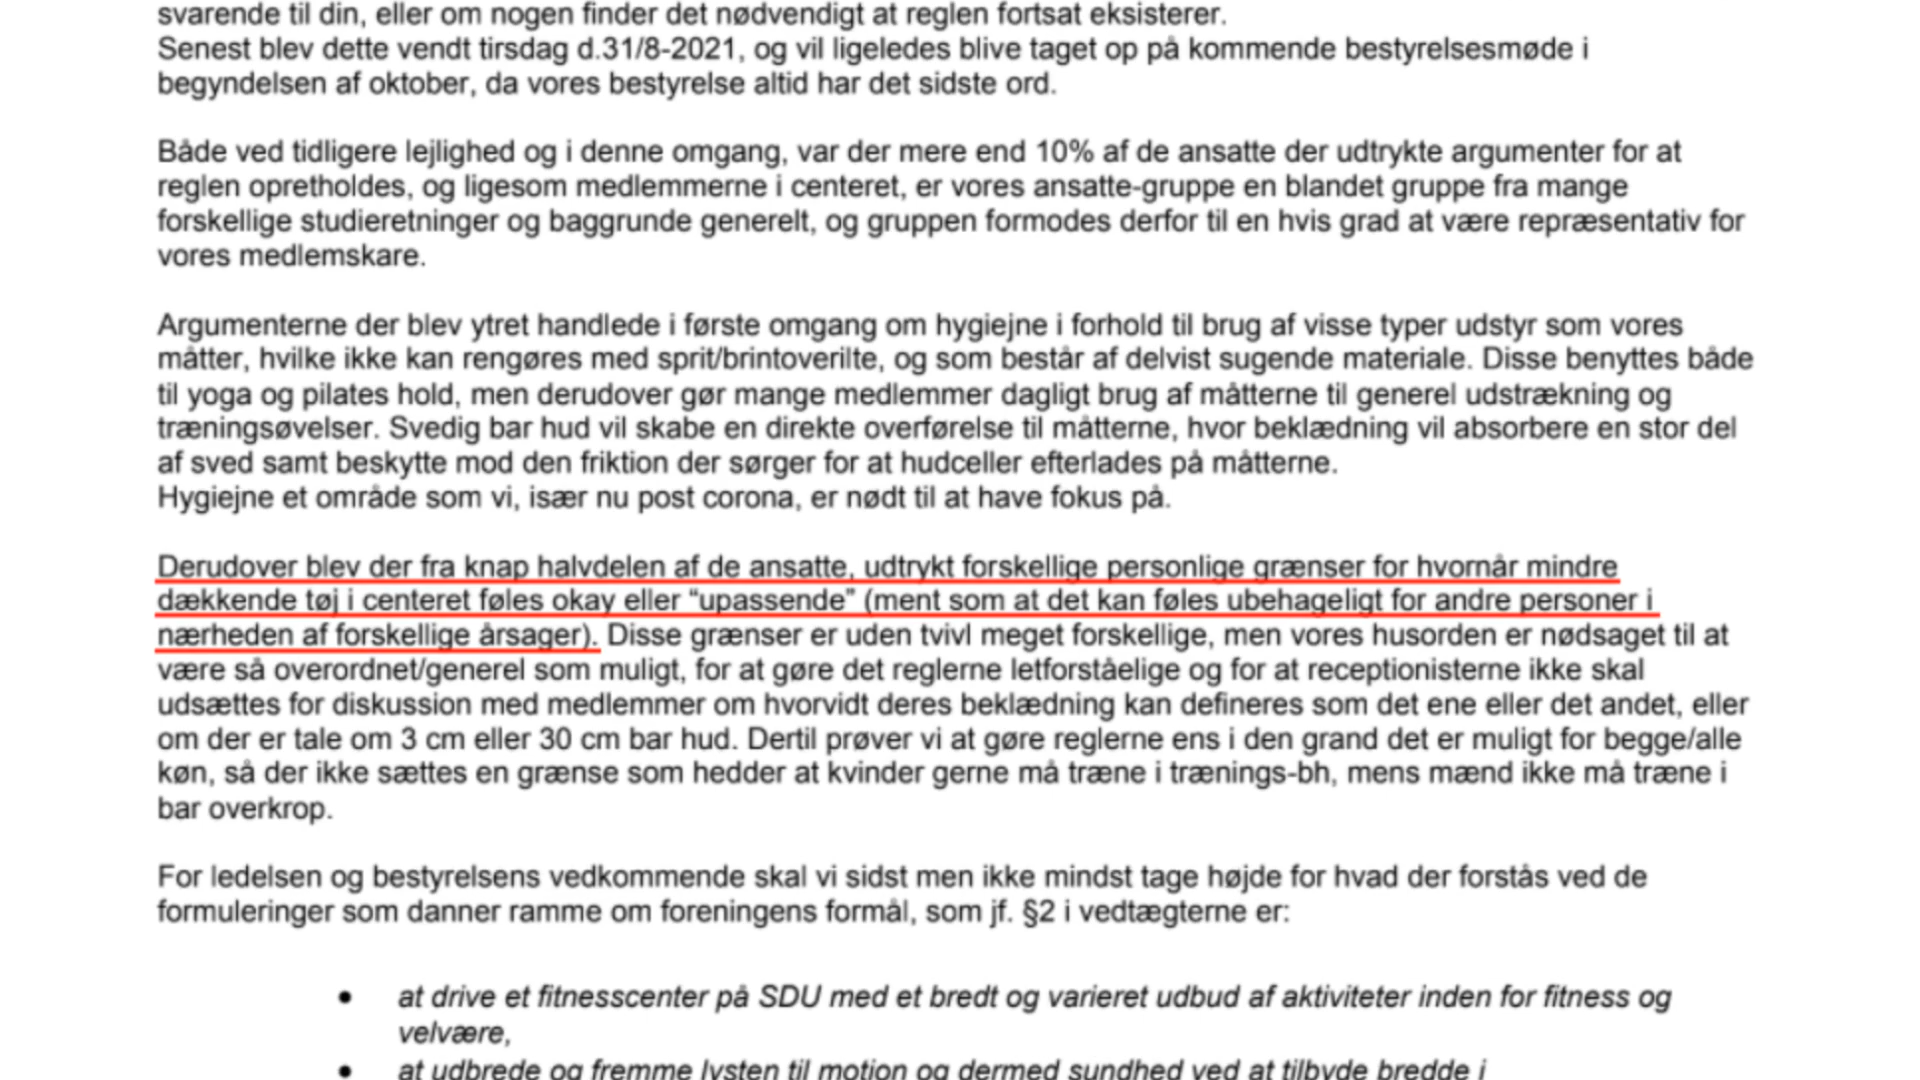 svarende til din, eller om nogen finder det nødvendigt at reglen fortsat eksisterer.
Senest blev dette vendt tirsdag d.31/8-2021, og vil ligeledes blive taget op på kommende bestyrelsesmøde i
begyndelsen af oktober, da vores bestyrelse altid har det sidste ord.
Både ved tidligere lejlighed og i denne omgang, var der mere end 10% af de ansatte der udtrykte argumenter for at
reglen opretholdes, og ligesom medlemmerne i centeret, er vores ansatte-gruppe en blandet gruppe fra mange
forskellige studieretninger og baggrunde generelt, og gruppen formodes derfor til en hvis grad at være repræsentativ for
vores medlemskare.
Argumenterne der blev ytret handlede i første omgang om hygiejne i forhold til brug af visse typer udstyr som vores
måtter, hvilke ikke kan rengøres med sprit/brintoverilte, og som består af delvist sugende materiale. Disse benyttes både
til yoga og pilates hold, men derudover gør mange medlemmer dagligt brug af måtterne til generel udstrækning og
træningsøvelser. Svedig bar hud vil skabe en direkte overførelse til måtterne, hvor beklædning vil absorbere en stor del
af sved samt beskytte mod den friktion der sørger for at hudceller efterlades på måtterne.
Hygiejne et område som vi, især nu post corona, er nødt til at have fokus på.
Derudover blev der fra knap halvdelen af de ansatte, udtrykt forskellige personlige grænser for hvornår mindre
dækkende tøj i centeret føles okay eller “upassende” (ment som at det kan føles ubehageligt for andre personer i
nærheden af forskellige årsager). Disse grænser er uden tvivl meget forskellige, men vores husorden er nødsaget til at
være så overordnet/generel som muligt, for at gøre det reglerne letforståelige og for at receptionisterne ikke skal
udsættes for diskussion med medlemmer om hvorvidt deres beklædning kan defineres som det ene eller det andet, eller
om der er tale om 3 cm eller 30 cm bar hud. Dertil prøver vi at gøre reglerne ens i den grand det er muligt for begge/alle
køn, så der ikke sættes en grænse som hedder at kvinder gerne må træne i trænings-bh, mens mænd ikke må træne i
bar overkrop.
For ledelsen og bestyrelsens vedkommende skal vi sidst men ikke mindst tage højde for hvad der forstås ved de
formuleringer som danner ramme om foreningens formål, som jf. §2 i vedtægterne er:
• at drive et fitnesscenter på SDU med et bredt og varieret udbud af aktiviteter inden for fitness og
velvære,
• at udbrede og fremme lysten til motion og dermed sundhed ved at tilbyde bredde i